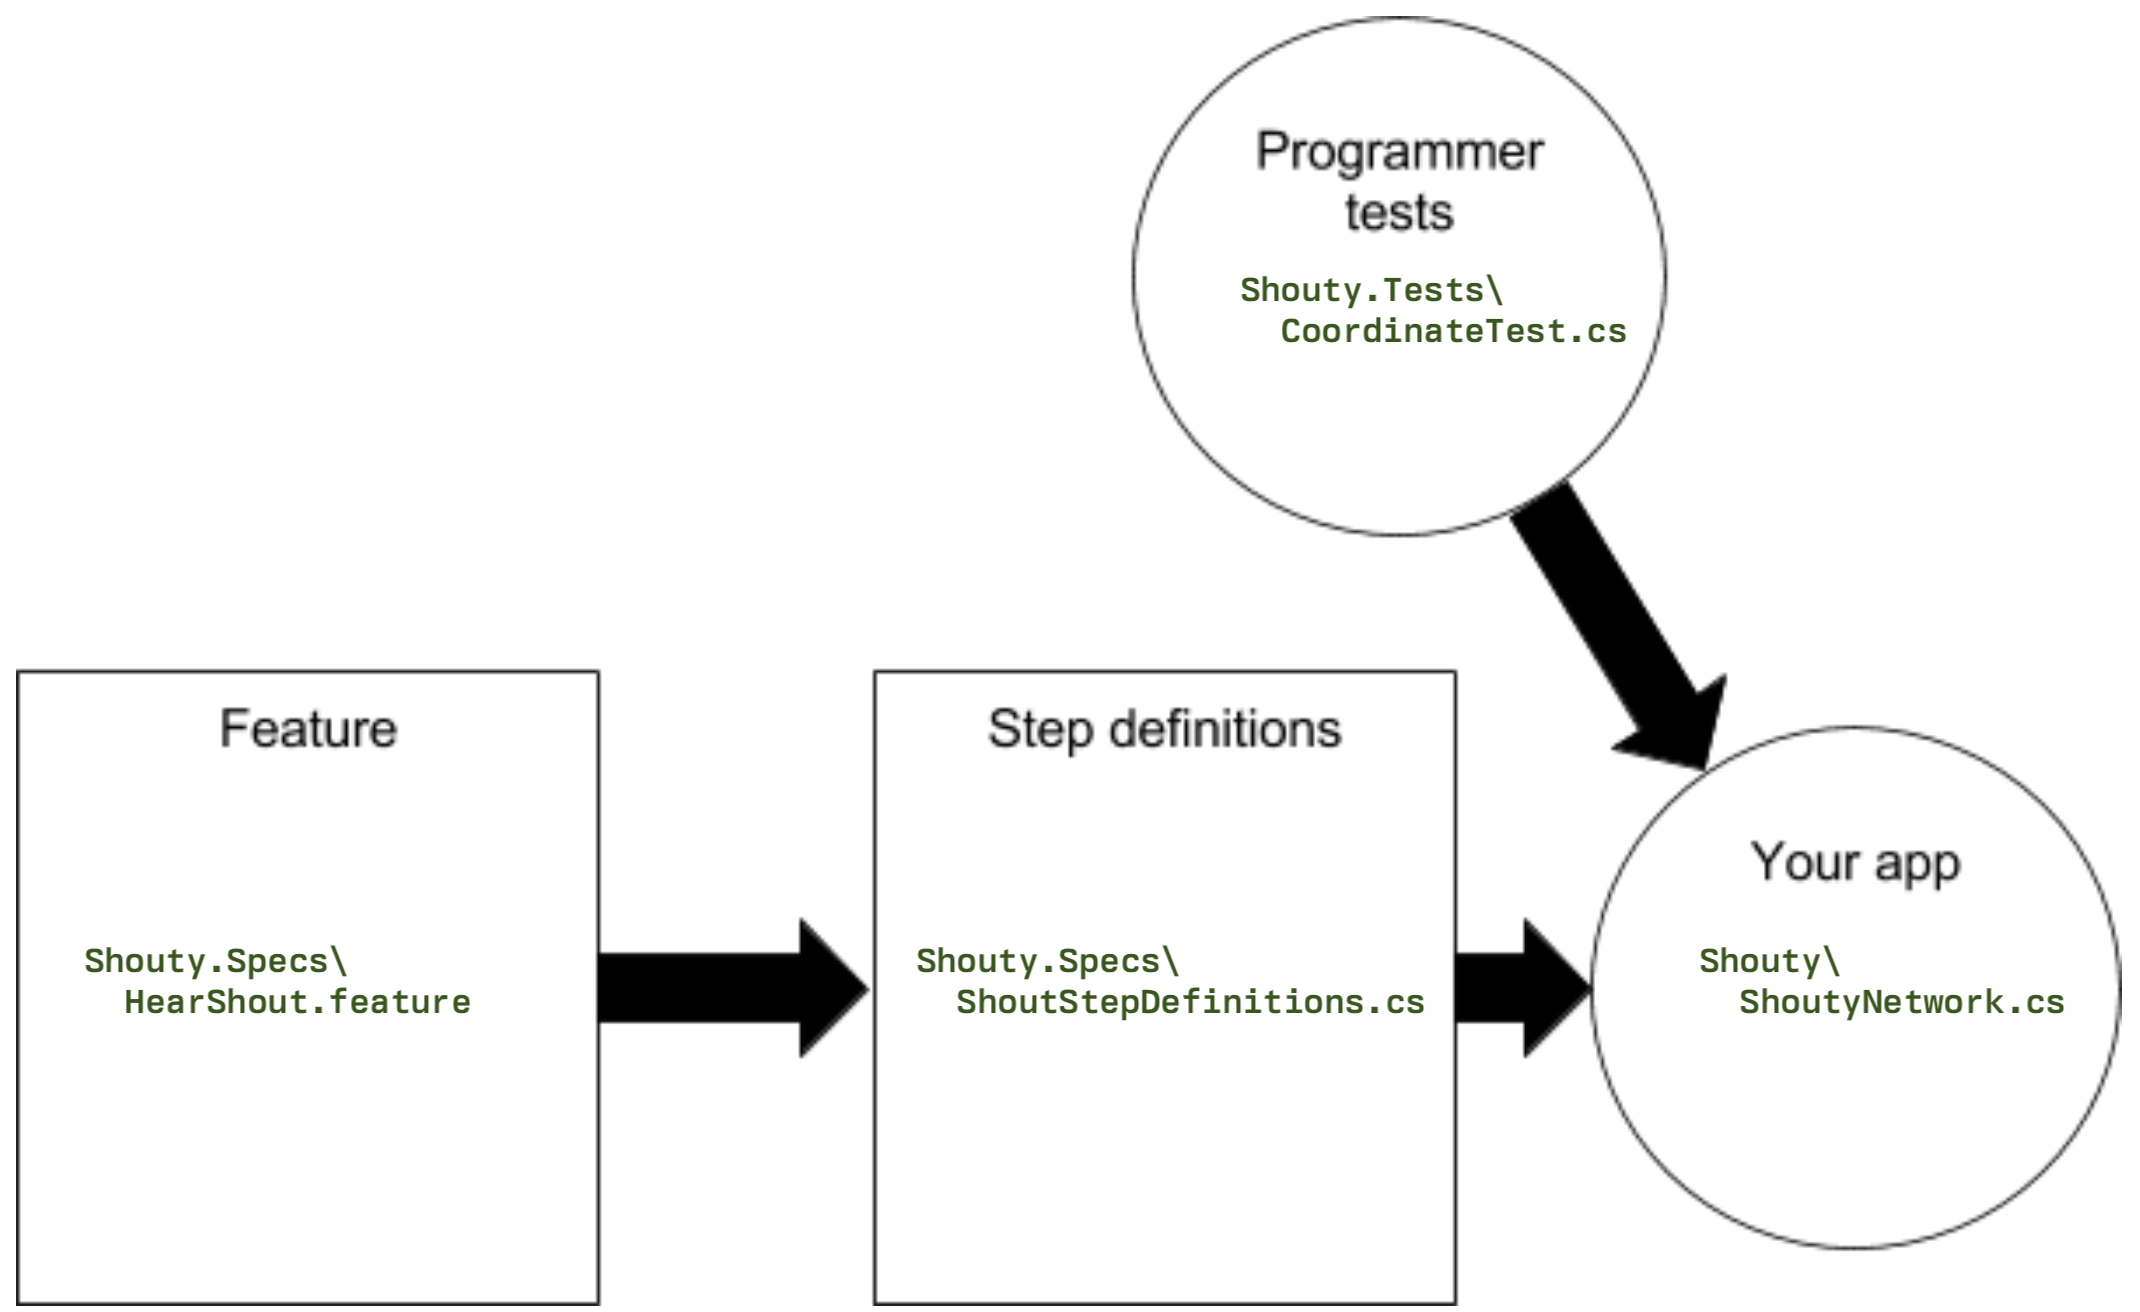 Programmer
tests
Shouty.Tests\
CoordinateTest.cs
Feature
Shouty.Specs\
HearShout.feature
Step definitions
Shouty.Specs\
ShoutStepDefinitions.cs
Your app
Shouty\
ShoutyNetwork.cs